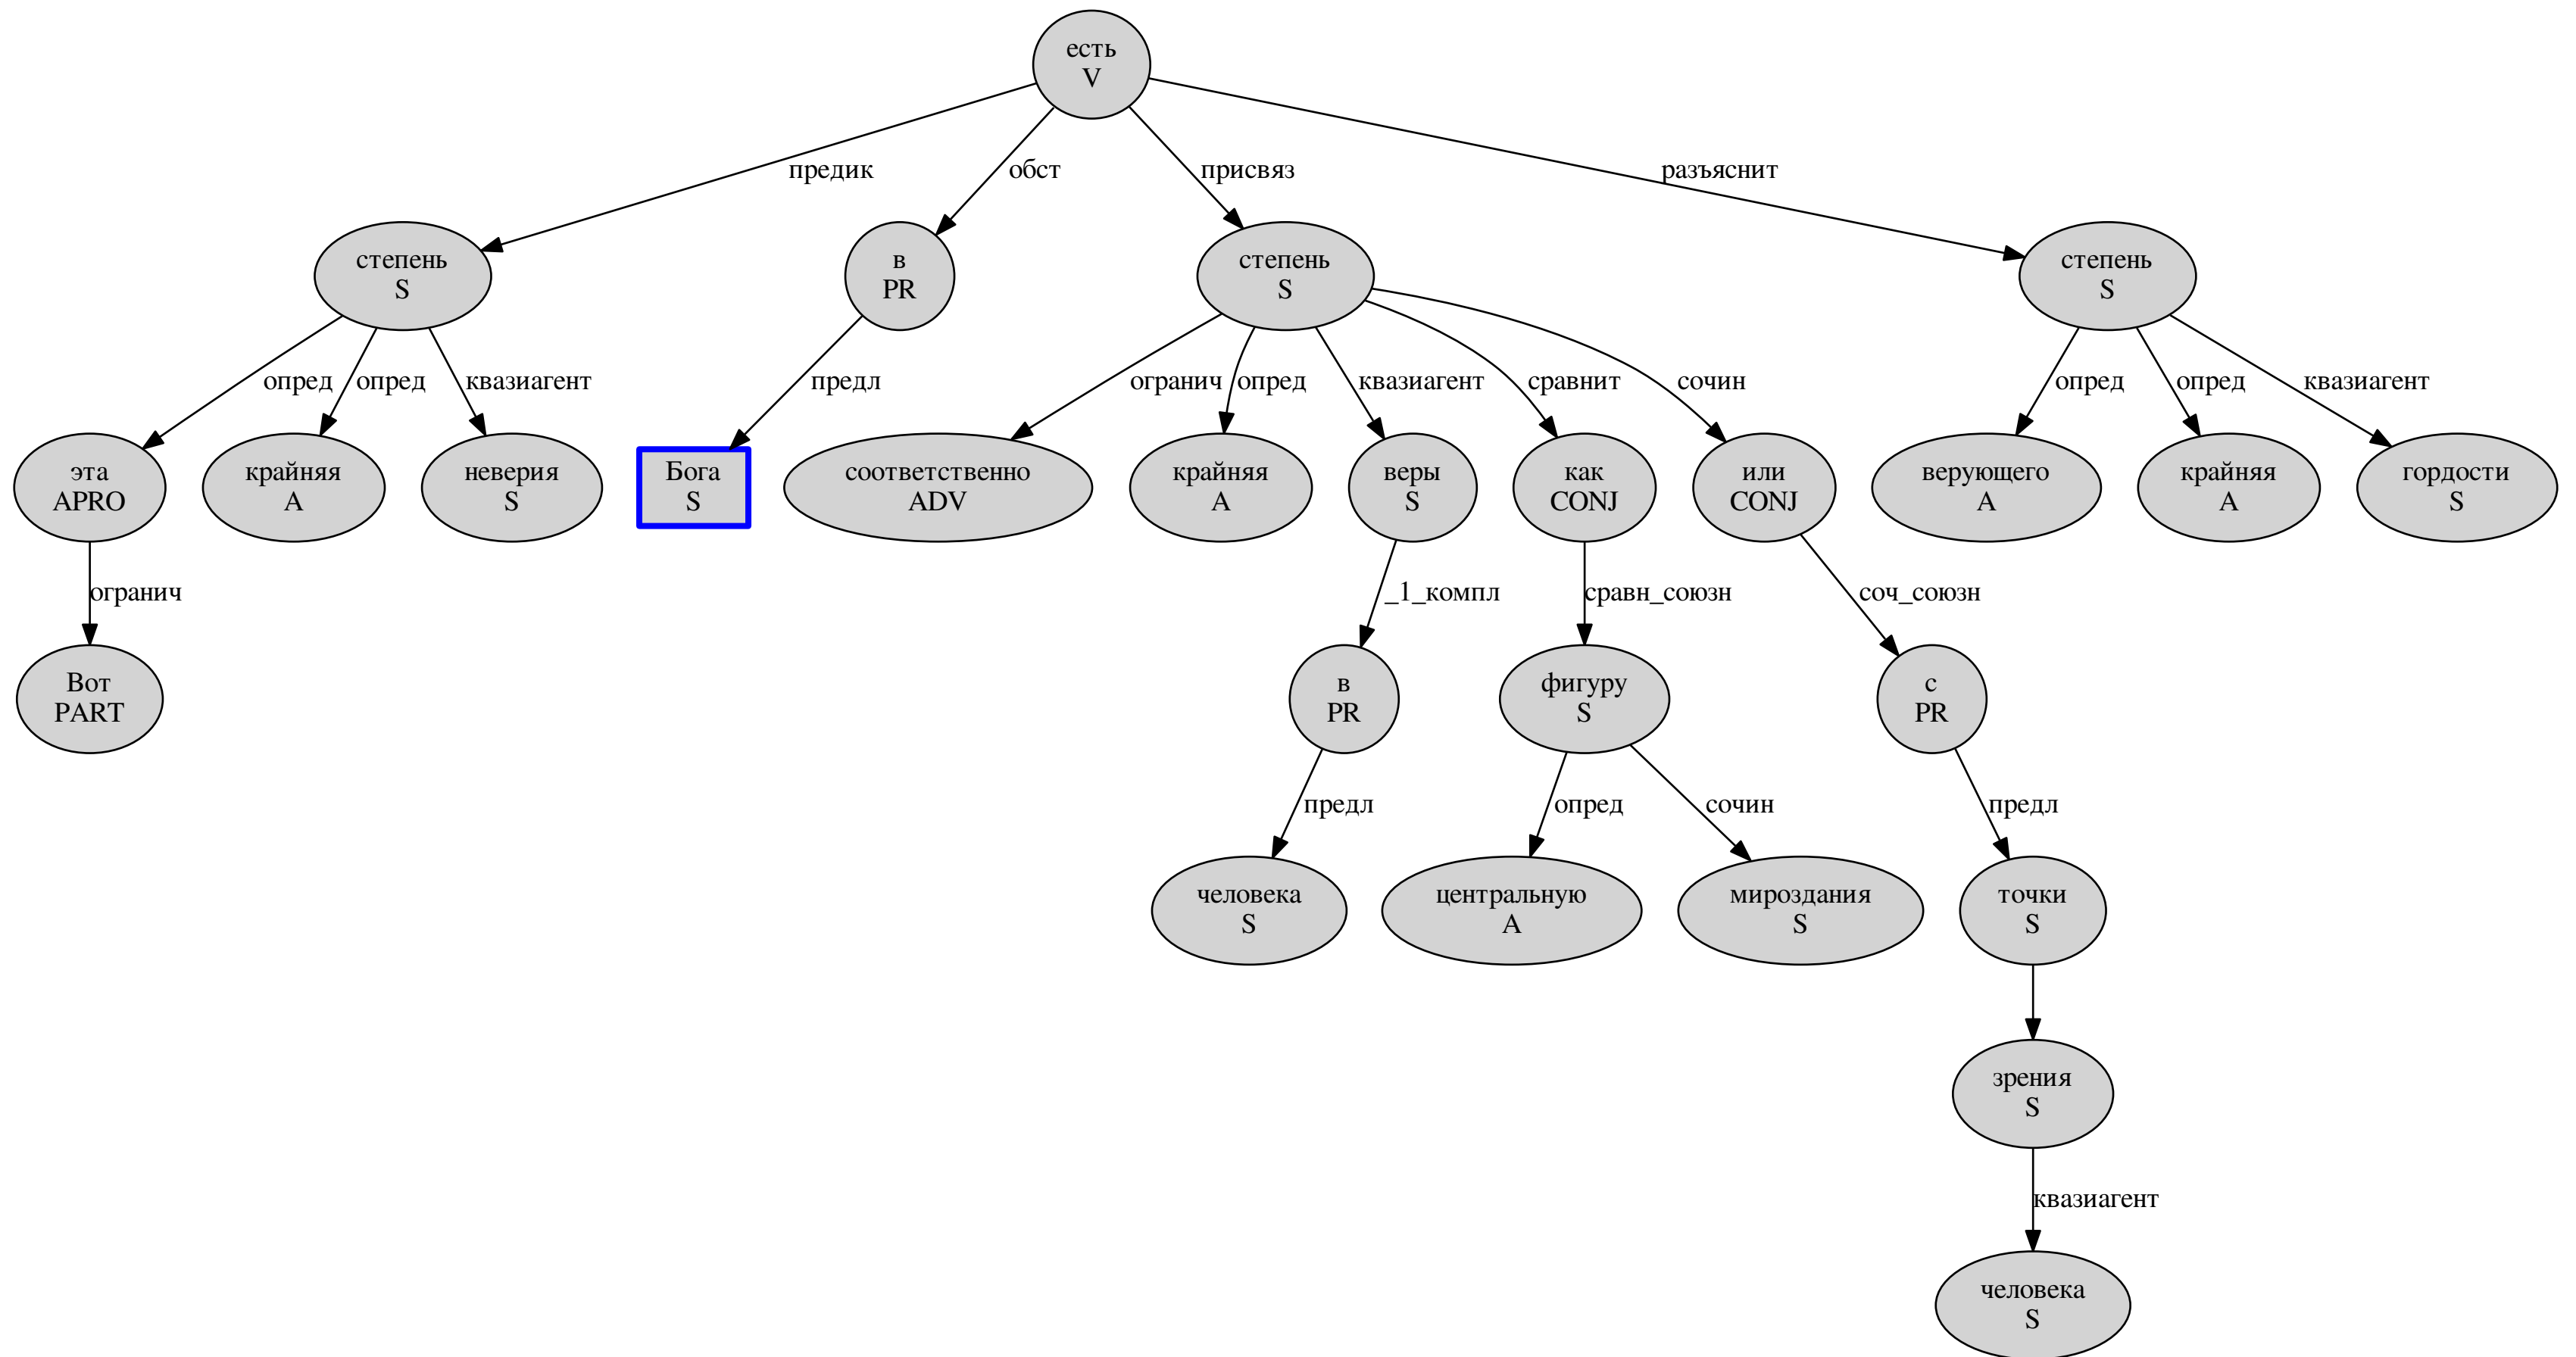 есть
V
предик
обст
присвяз
разъяснит
степень
S
в
PR
степень
S
степень
S
опред
опред
квазиагент
предл
огранич
опред
квазиагент
сравнит
сочин
опред
опред
квазиагент
эта
APRO
крайняя
A
неверия
S
Бога
S
соответственно
ADV
крайняя
A
веры
S
как
CONJ
или
CONJ
верующего
A
крайняя
A
гордости
S
огранич
_1_компл
сравн_союзн
соч_союзн
Вот
PART
в
PR
фигуру
S
с
PR
предл
опред
сочин
предл
человека
S
центральную
A
мироздания
S
точки
S
зрения
S
квазиагент
человека
S